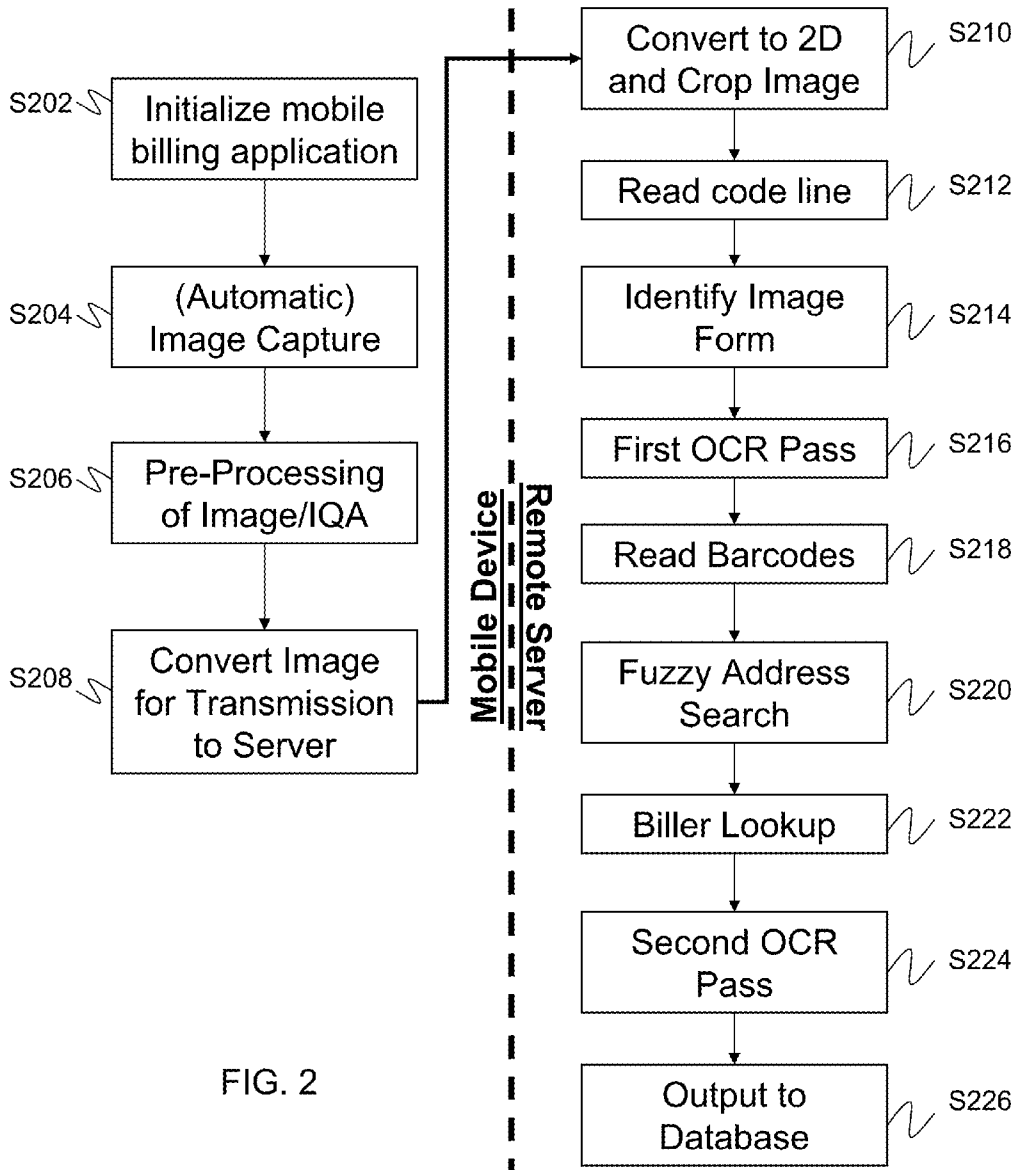 S202
Initialize mobile
billing application
S204
(Automatic)
Image Capture
S206
Pre-Processing
of Image/IQA
S208
Convert Image
for Transmission
to Server
Mobile Device
Remote Server
S210
Convert to 2D
and Crop Image
S212
Read code line
S214
Identify Image
Form
S216
First OCR Pass
S218
Read Barcodes
S220
Fuzzy Address
Search
S222
Biller Lookup
S224
Second OCR
Pass
S226
Output to
Database
FIG. 2